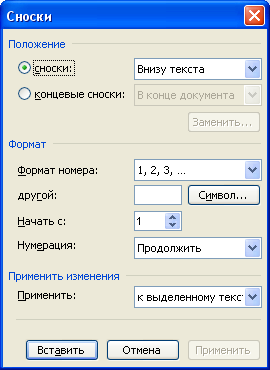 Сноски
Положение
сноски: Внизу текста
концевые сноски: В конце документа
Заменить...
Формат
Формат номера: 1, 2, 3, ...
другой: Символ...
Начать с: 1
Нумерация: Продолжить
Применить изменения
Применить: к выделенному текс
Вставить Отмена Применить